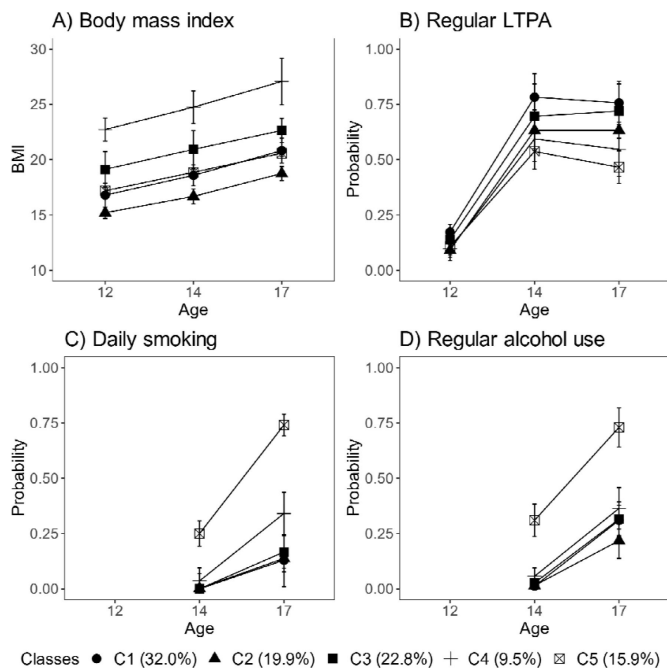 A) Body mass index
30
25
20
15
10
BMI
12 14 17
Age
B) Regular LTPA
1.00
0.75
0.50
0.25
0.00
Probability
12 14 17
Age
C) Daily smoking
1.00
0.75
0.50
0.25
0.00
Probability
12 14 17
Age
D) Regular alcohol use
1.00
0.75
0.50
0.25
0.00
Probability
12 14 17
Age
Classes C1 (32.0%) C2 (19.9%) C3 (22.8%) C4 (9.5%) C5 (15.9%)